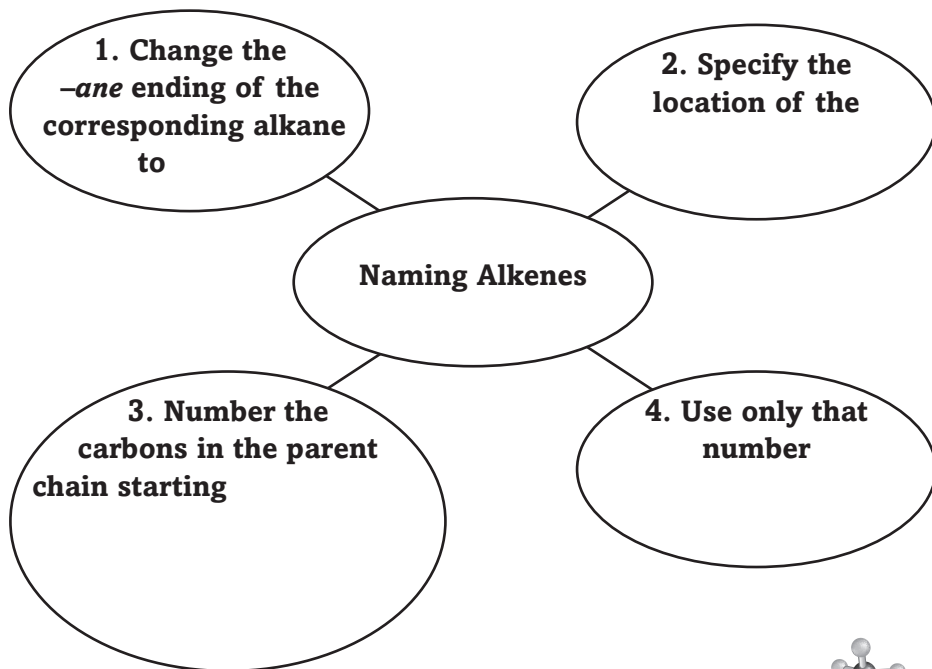 1. Change the
–ane ending of the
corresponding alkane
to
2. Specify the
location of the
Naming Alkenes
3. Number the
carbons in the parent
chain starting
4. Use only that
number